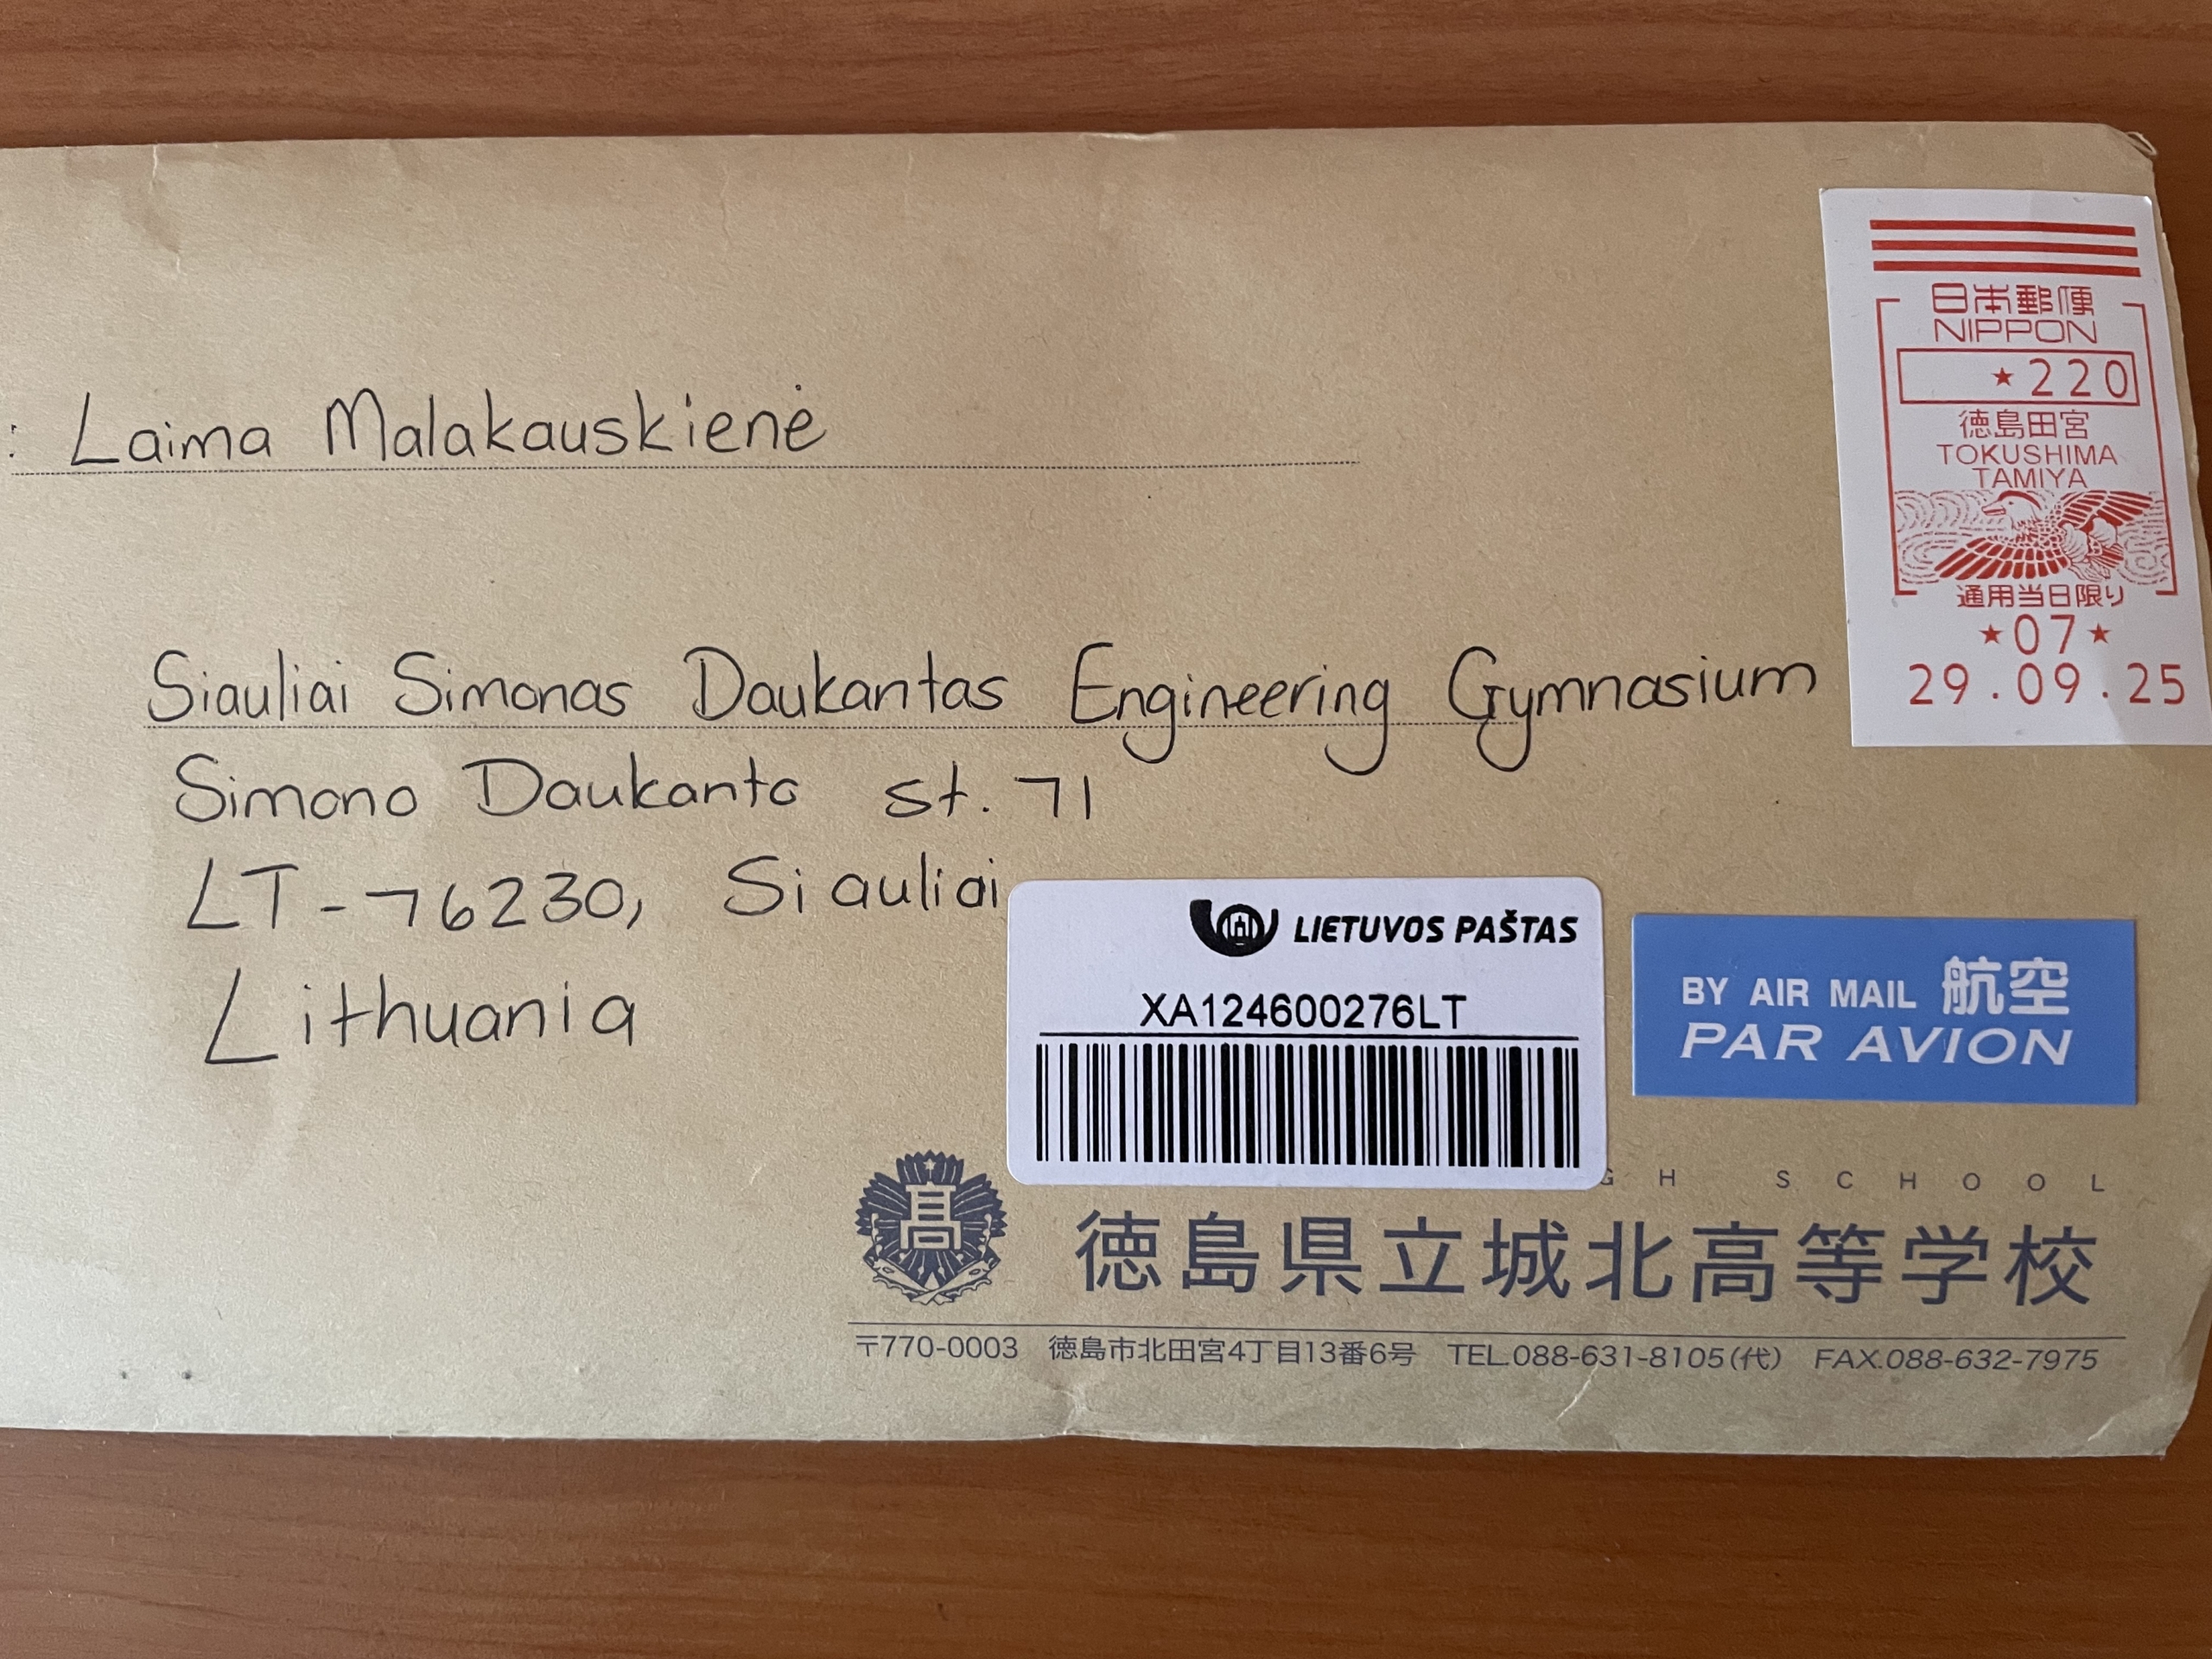 : Laima Malakauskienė
Siauliai Simonas Daukantas Engineering Gymnasium
Simono Daukanto st. 71
LT-76230, Siauliai
Lithuania
日本郵便
NIPPON
★220
徳島田宮
TOKUSHIMA
TAMIYA
通用当日限り
★07★
29.09.25
LIETUVOS PAŠTAS
XA124600276LT
BY AIR MAIL 航空
PAR AVION
GH SCHOOL
高
徳島県立城北高等学校
〒770-0003 徳島市北田宮4丁目13番6号 TEL.088-631-8105(代) FAX.088-632-7975